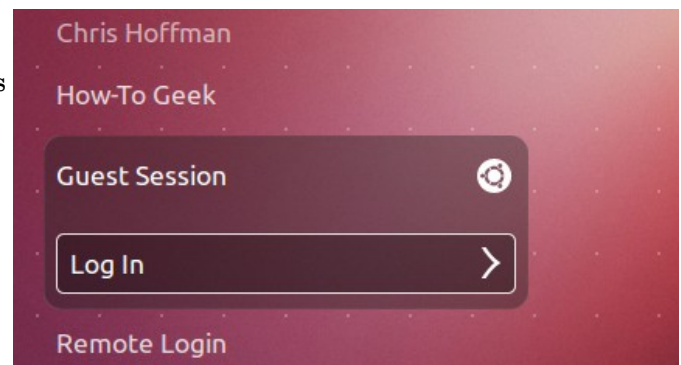 Chris Hoffman
s
How-To Geek
Guest Session
Log In
Remote Login